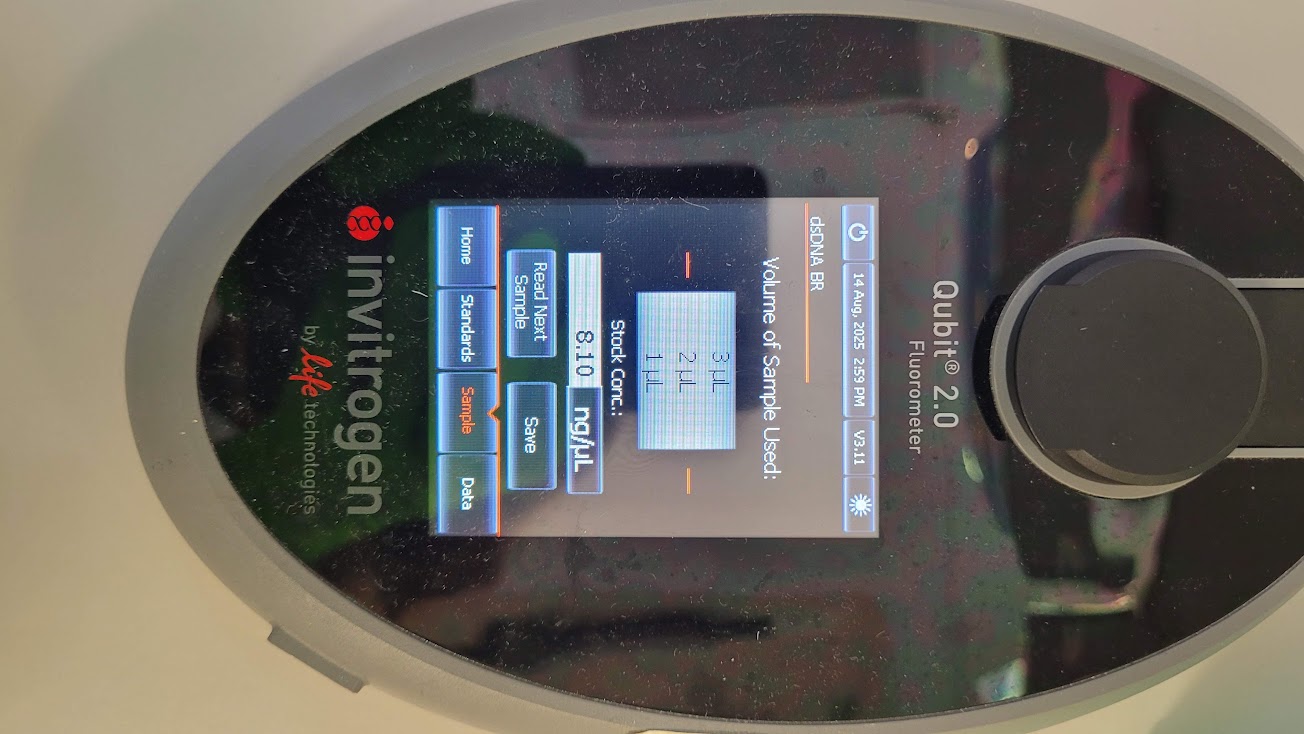 Qubit® 2.0
Fluorometer
14 Aug, 2025 2:59 PM V3.11
dsDNA BR
Volume of Sample Used:
3 µL
2 µL
1 µL
Stock Conc.:
8.10 ng/µL
Read Next
Sample
Save
Home Standards Sample Data
invitrogen
by life technologies